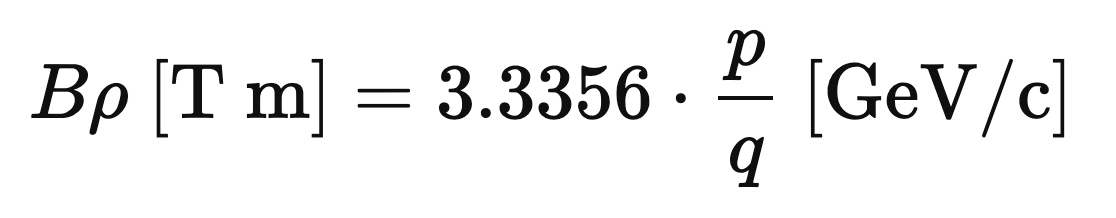 Bρ [T m] = 3.3356 · p/q [GeV/c]